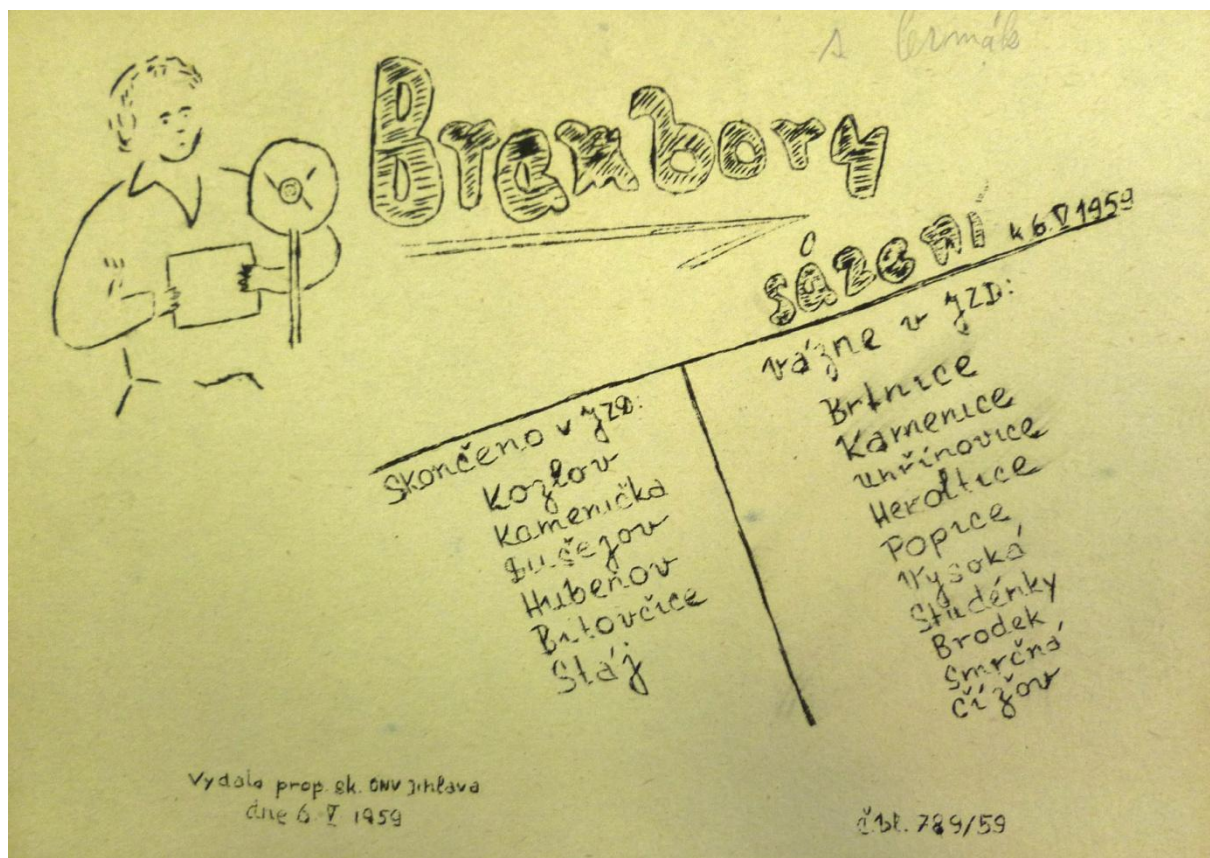 Brambory
sázení k 6. V 1959
Skončeno v JZD:
Kozlov
Kamenička
Dušejov
Hubenov
Bítovčice
Stáj
vázne v JZD:
Brtnice
Kamenice
Uhřínovice
Heroltice
Popice
Vysoká
Studénky
Brodek
Smrčná
Čížov
Vydala prop. sk. ONV Jihlava
dne 6. V 1959
č.bl. 789/59